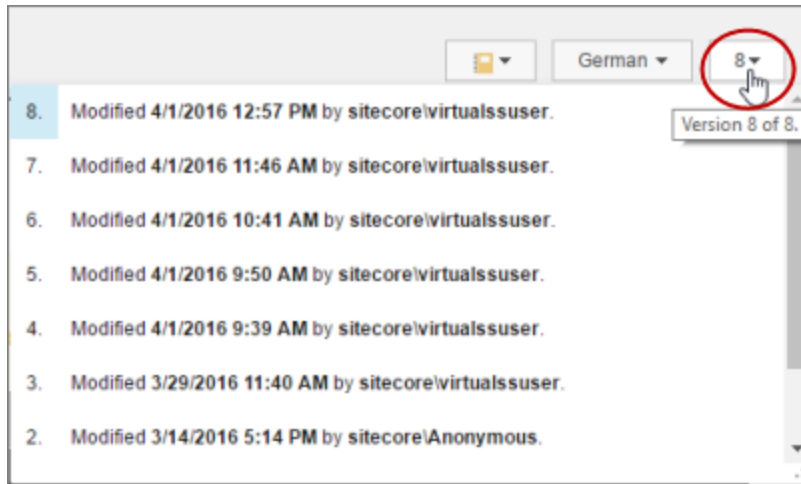 German 8
8. Modified 4/1/2016 12:57 PM by sitecore\virtualssuser.
Version 8 of 8.
7. Modified 4/1/2016 11:46 AM by sitecore\virtualssuser.
6. Modified 4/1/2016 10:41 AM by sitecore\virtualssuser.
5. Modified 4/1/2016 9:50 AM by sitecore\virtualssuser.
4. Modified 4/1/2016 9:39 AM by sitecore\virtualssuser.
3. Modified 3/29/2016 11:40 AM by sitecore\virtualssuser.
2. Modified 3/14/2016 5:14 PM by sitecore\Anonymous.